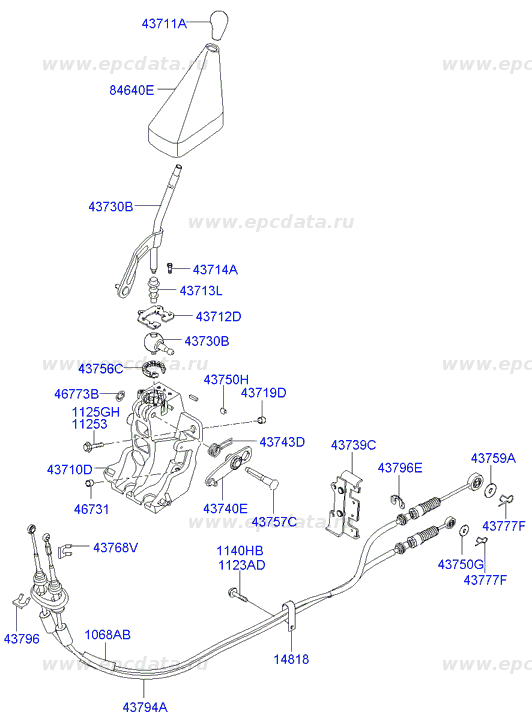 43711A
www.epcdata.ru
www.epcdata.ru
84640E
43730B
www.epcdata.ru
43714A
43713L
43712D
43730B
www.epcdata.ru
www.epcdata.ru
43756C
43750H
46773B
43719D
1125GH
11253
43743D
43739C
43759A
43710D
43796E
46731
43740E
43757C
www.epcdata.ru
43777F
43768V
1140HB
1123AD
43750G
43777F
43796
1068AB
14818
www.epcdata.ru
www.epcdata.ru
43794A